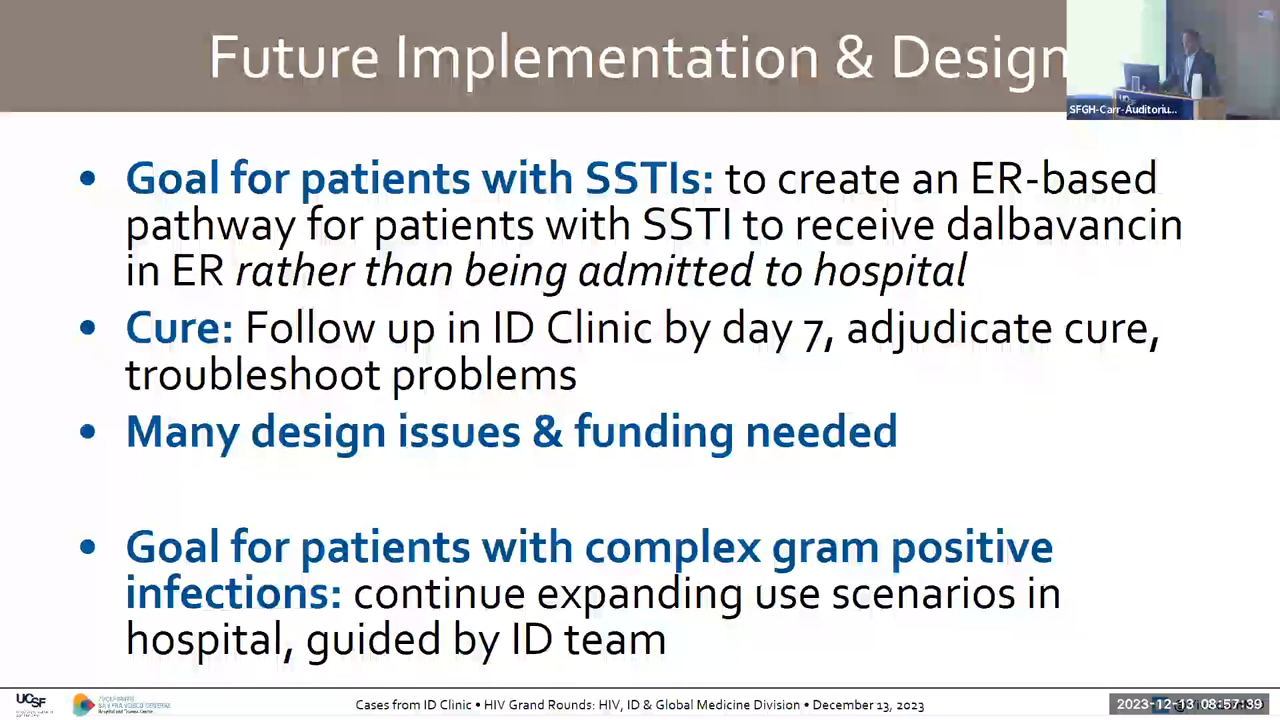 Future Implementation & Design
SFGH-Carr-Auditoriu...
• Goal for patients with SSTIs: to create an ER-based
pathway for patients with SSTI to receive dalbavancin
in ER rather than being admitted to hospital
• Cure: Follow up in ID Clinic by day 7, adjudicate cure,
troubleshoot problems
• Many design issues & funding needed
• Goal for patients with complex gram positive
infections: continue expanding use scenarios in
hospital, guided by ID team
UCSF
Cases from ID Clinic • HIV Grand Rounds: HIV, ID & Global Medicine Division • December 13, 2023
2023-12-13 08:57:39